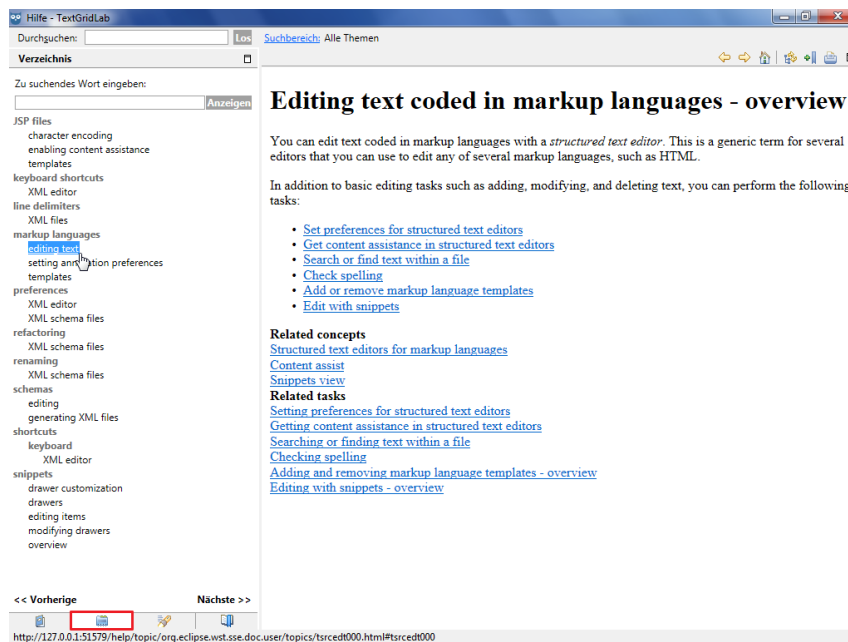 Hilfe - TextGridLab
Durchsuchen:
Los
Suchbereich: Alle Themen
Verzeichnis
Zu suchendes Wort eingeben:
Anzeigen
JSP files
character encoding
enabling content assistance
templates
keyboard shortcuts
XML editor
line delimiters
XML files
markup languages
editing text
setting annotation preferences
templates
preferences
XML editor
XML schema files
refactoring
XML schema files
renaming
XML schema files
schemas
editing
generating XML files
shortcuts
keyboard
XML editor
snippets
drawer customization
drawers
editing items
modifying drawers
overview
<< Vorherige
Nächste >>
Editing text coded in markup languages - overview
You can edit text coded in markup languages with a structured text editor. This is a generic term for several
editors that you can use to edit any of several markup languages, such as HTML.
In addition to basic editing tasks such as adding, modifying, and deleting text, you can perform the following
tasks:
• Set preferences for structured text editors
• Get content assistance in structured text editors
• Search or find text within a file
• Check spelling
• Add or remove markup language templates
• Edit with snippets
Related concepts
Structured text editors for markup languages
Content assist
Snippets view
Related tasks
Setting preferences for structured text editors
Getting content assistance in structured text editors
Searching or finding text within a file
Checking spelling
Adding and removing markup language templates - overview
Editing with snippets - overview
http://127.0.0.1:51579/help/topic/org.eclipse.wst.sse.doc.user/topics/tsrcedt000.html#tsrcedt000